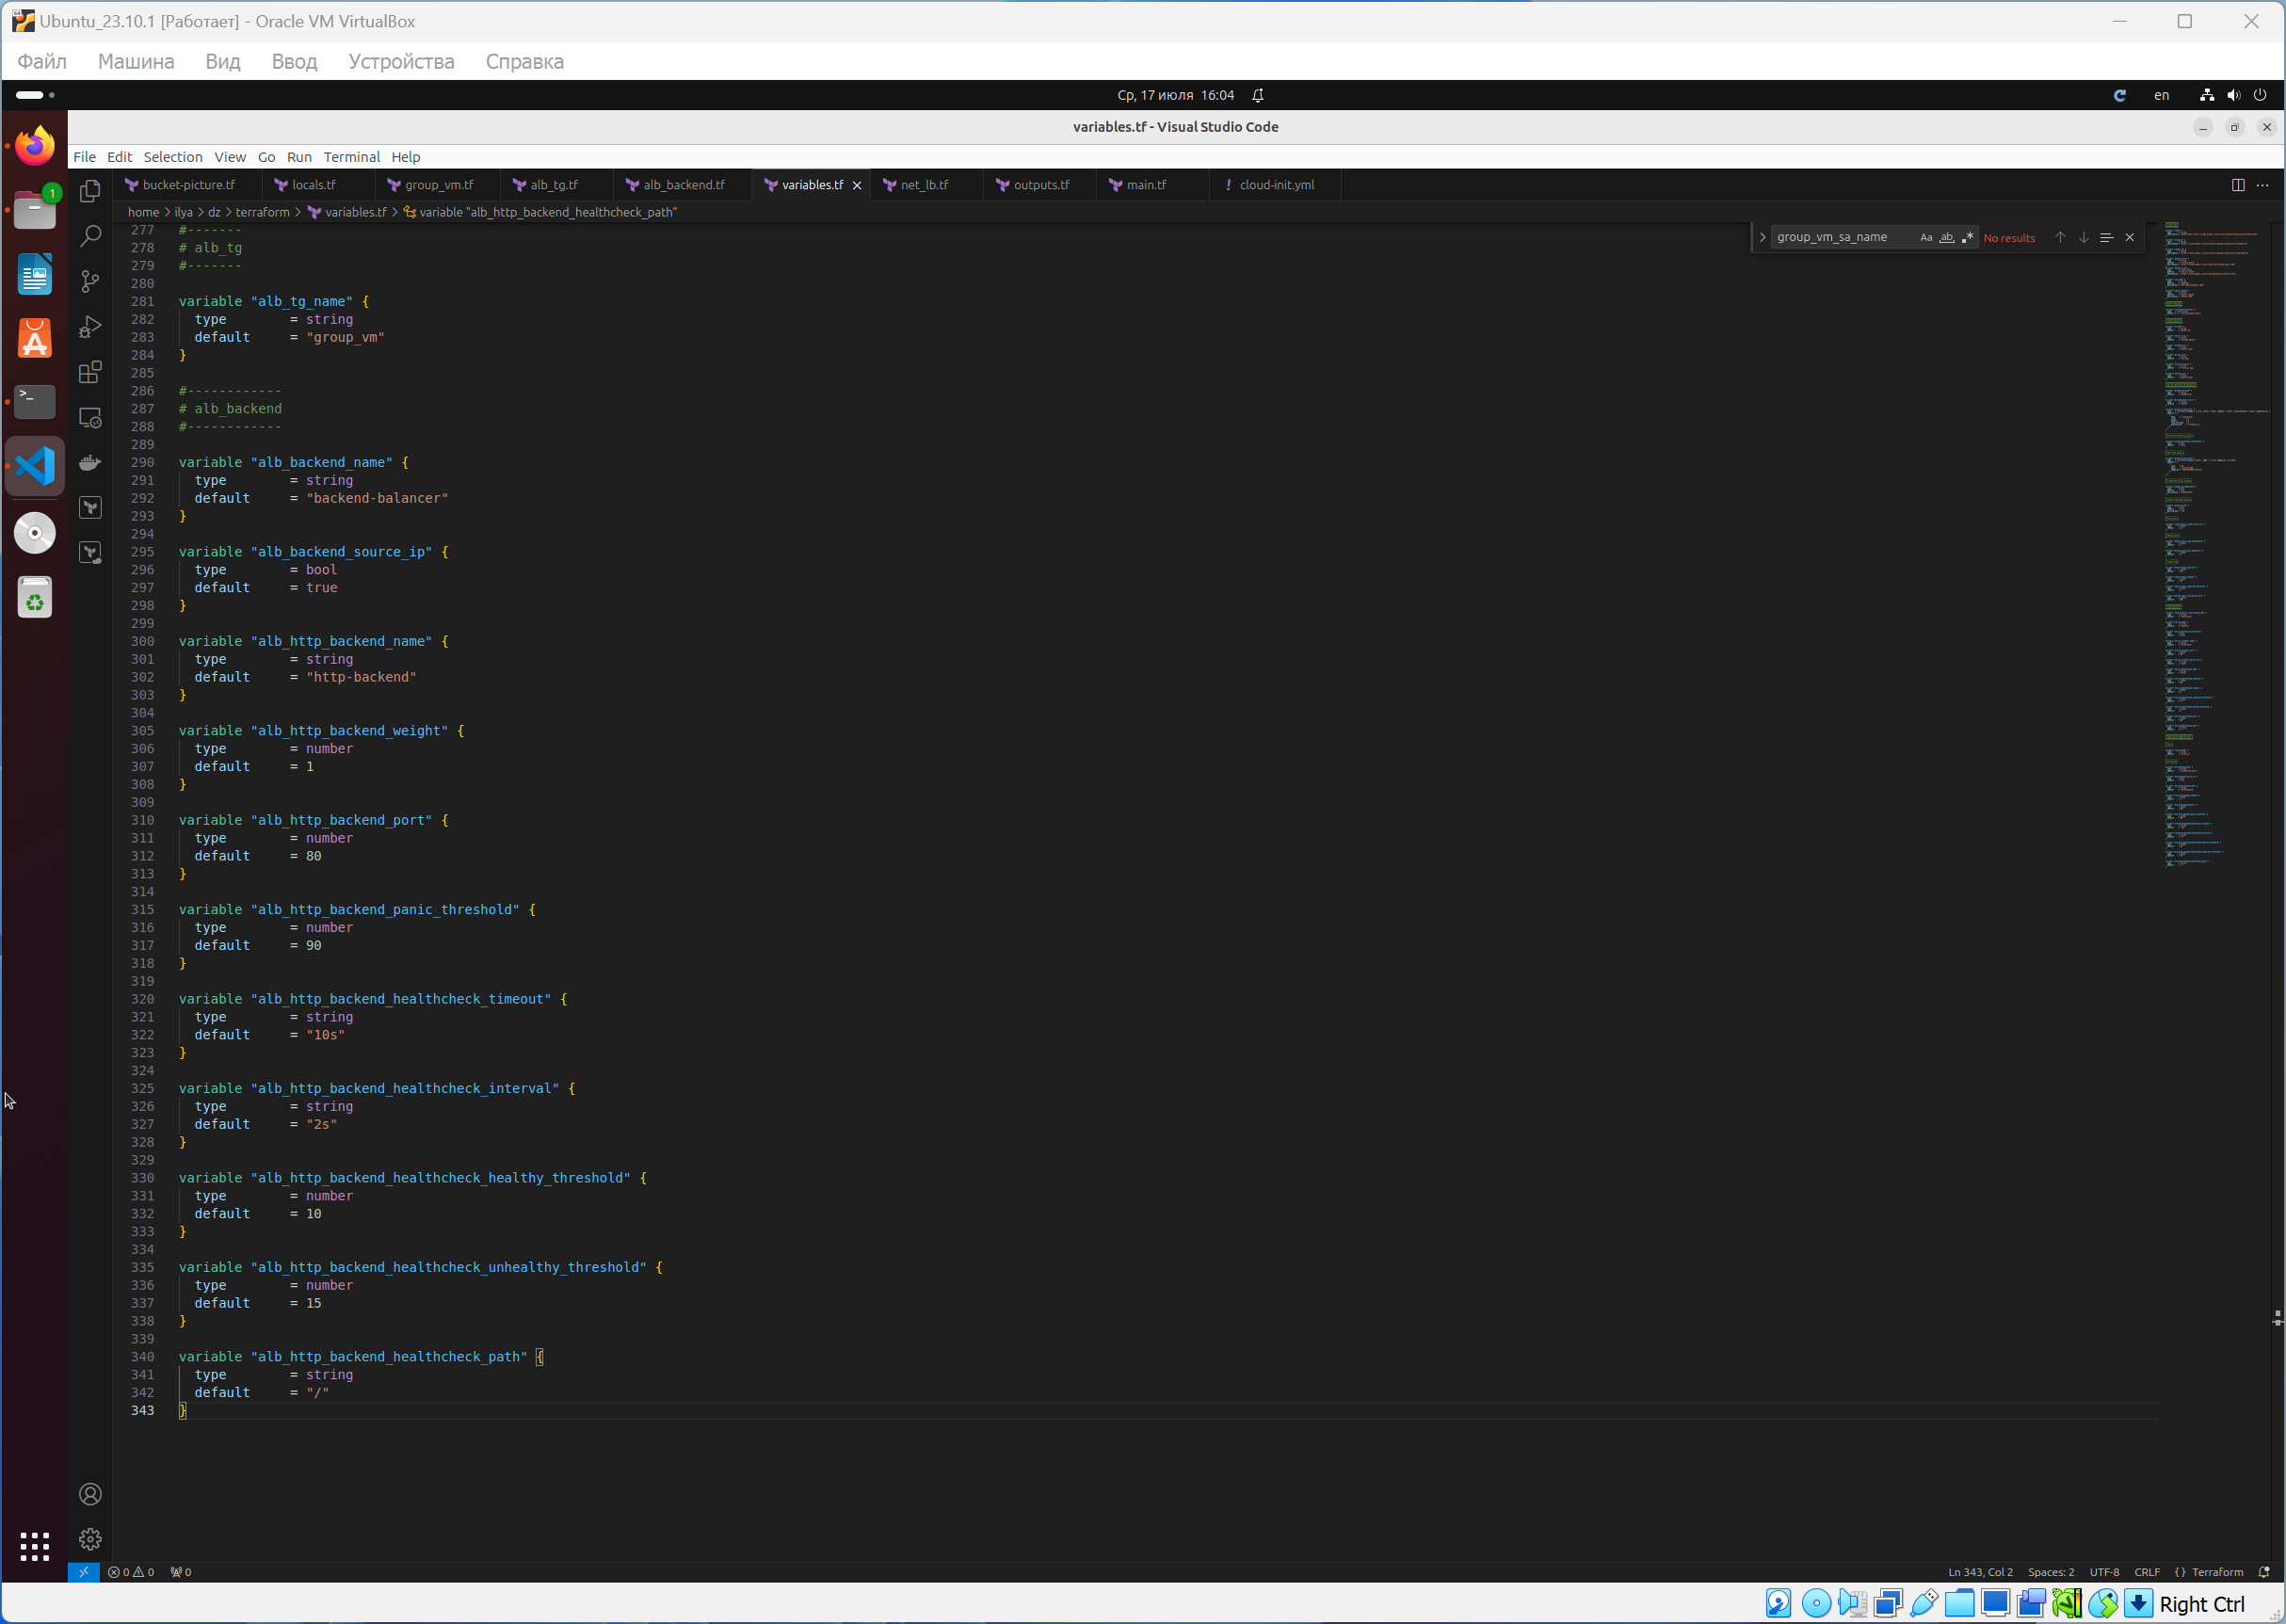 Ubuntu_23.10.1 [Работает] - Oracle VM VirtualBox
Файл Машина Вид Ввод Устройства Справка
Ср, 17 июля 16:04
en
variables.tf - Visual Studio Code
File Edit Selection View Go Run Terminal Help
bucket-picture.tf locals.tf group_vm.tf alb_tg.tf alb_backend.tf variables.tf net_lb.tf outputs.tf main.tf ! cloud-init.yml
home > ilya > dz > terraform > variables.tf > variable "alb_http_backend_healthcheck_path"
group_vm_sa_name Aa ab No results
1
277 #-------
278 # alb_tg
279 #-------
280
281 variable "alb_tg_name" {
282 type = string
283 default = "group_vm"
284 }
285
286 #------------
287 # alb_backend
288 #------------
289
290 variable "alb_backend_name" {
291 type = string
292 default = "backend-balancer"
293 }
294
295 variable "alb_backend_source_ip" {
296 type = bool
297 default = true
298 }
299
300 variable "alb_http_backend_name" {
301 type = string
302 default = "http-backend"
303 }
304
305 variable "alb_http_backend_weight" {
306 type = number
307 default = 1
308 }
309
310 variable "alb_http_backend_port" {
311 type = number
312 default = 80
313 }
314
315 variable "alb_http_backend_panic_threshold" {
316 type = number
317 default = 90
318 }
319
320 variable "alb_http_backend_healthcheck_timeout" {
321 type = string
322 default = "10s"
323 }
324
325 variable "alb_http_backend_healthcheck_interval" {
326 type = string
327 default = "2s"
328 }
329
330 variable "alb_http_backend_healthcheck_healthy_threshold" {
331 type = number
332 default = 10
333 }
334
335 variable "alb_http_backend_healthcheck_unhealthy_threshold" {
336 type = number
337 default = 15
338 }
339
340 variable "alb_http_backend_healthcheck_path" {
341 type = string
342 default = "/"
343 }
0 0 0
Ln 343, Col 2 Spaces: 2 UTF-8 CRLF {} Terraform
Right Ctrl